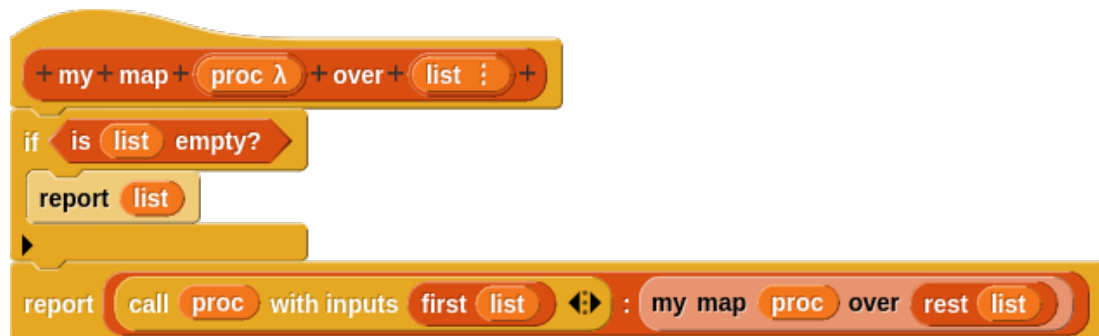 + my + map + proc λ + over + list ⋮ +
if is list empty?
report list
report call proc with inputs first list : my map proc over rest list